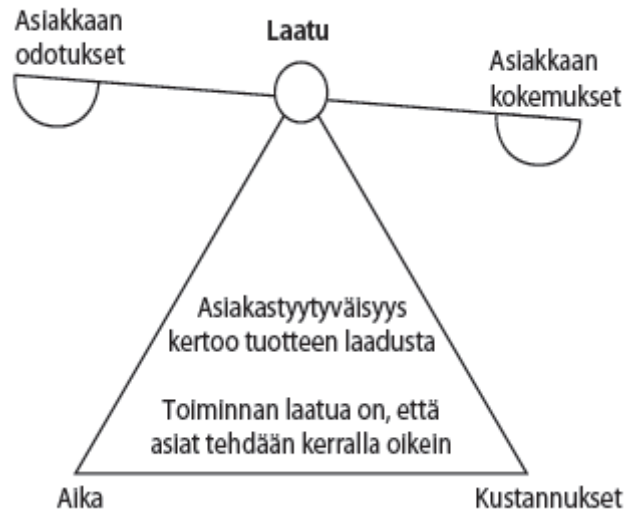 Asiakkaan
odotukset
Laatu
Asiakkaan
kokemukset
Asiakastyytyväisyys
kertoo tuotteen laadusta
Toiminnan laatua on, että
asiat tehdään kerralla oikein
Aika
Kustannukset